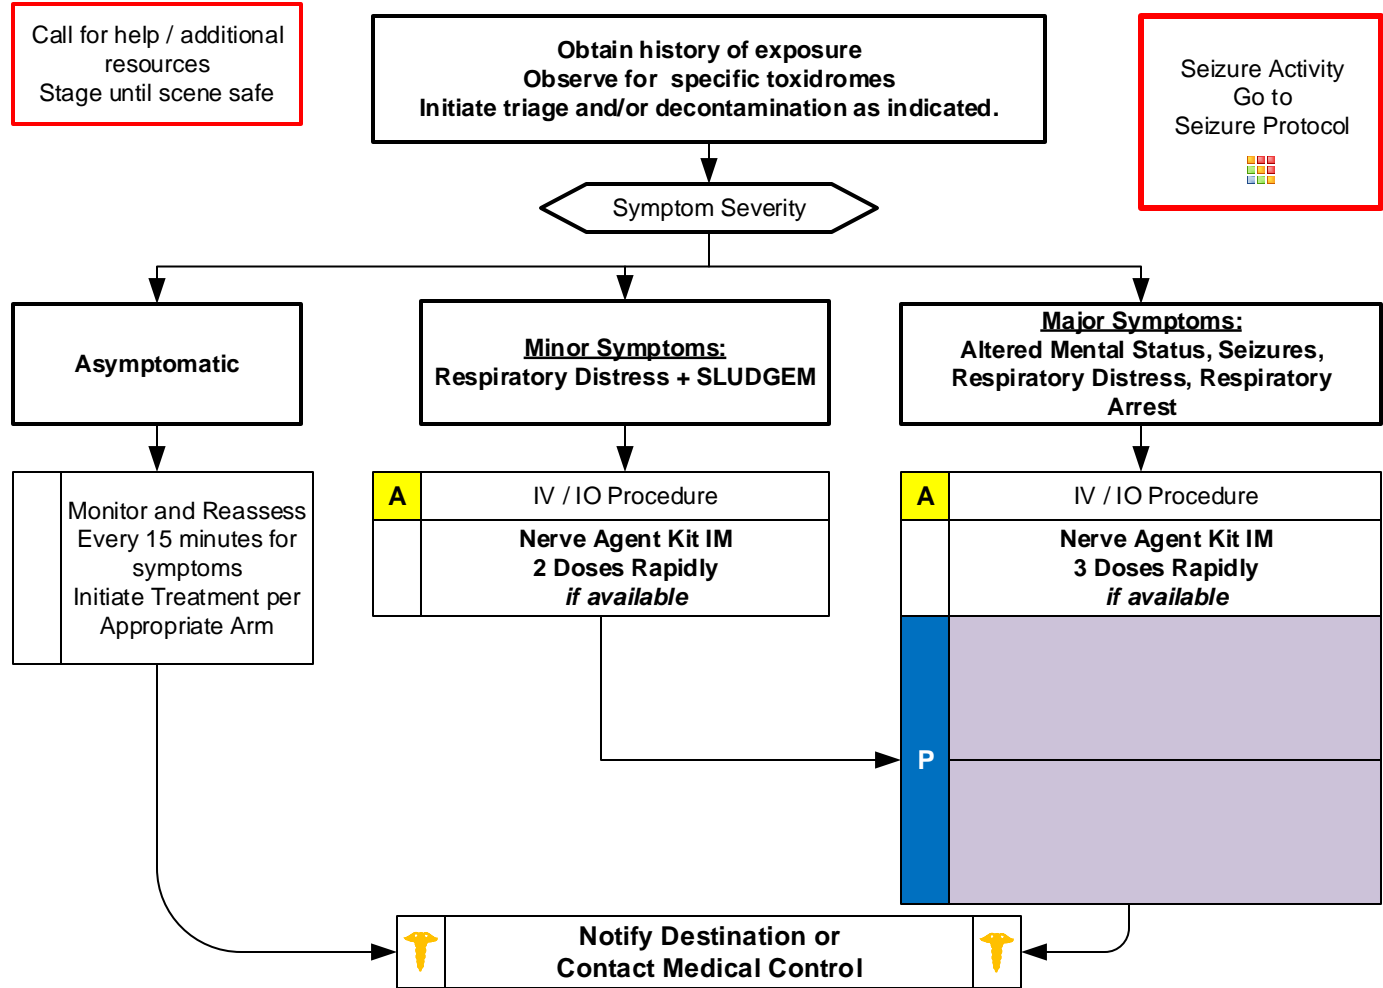 Call for help / additional
resources
Stage until scene safe
Obtain history of exposure
Observe for specific toxidromes
Initiate triage and/or decontamination as indicated.
Seizure Activity
Go to
Seizure Protocol
Symptom Severity
Asymptomatic
Minor Symptoms:
Respiratory Distress + SLUDGEM
Major Symptoms:
Altered Mental Status, Seizures,
Respiratory Distress, Respiratory
Arrest
Monitor and Reassess
Every 15 minutes for
symptoms
Initiate Treatment per
Appropriate Arm
A
IV / IO Procedure
Nerve Agent Kit IM
2 Doses Rapidly
if available
A
IV / IO Procedure
Nerve Agent Kit IM
3 Doses Rapidly
if available
P
Notify Destination or
Contact Medical Control